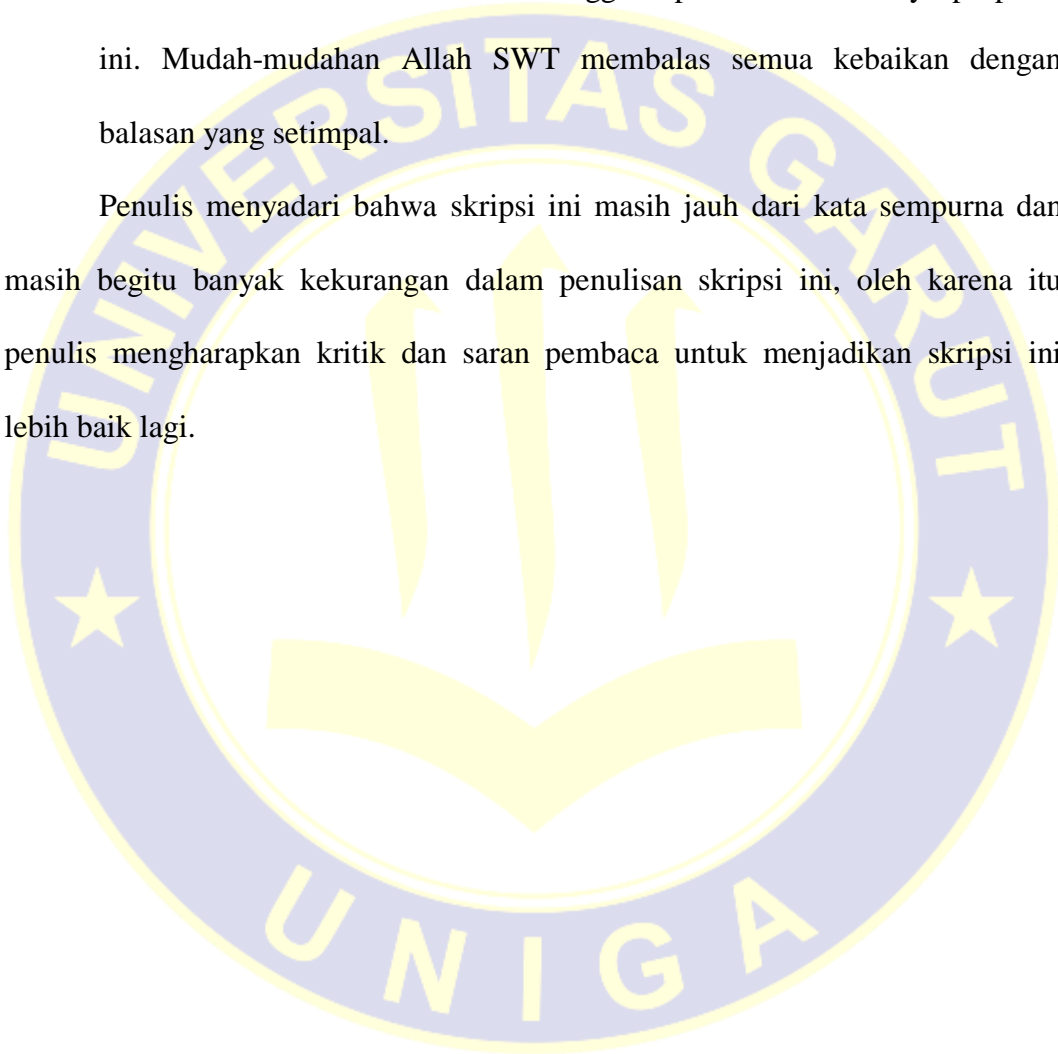 ini. Mudah-mudahan Allah SWT membalas semua kebaikan dengan
balasan yang setimpal.
Penulis menyadari bahwa skripsi ini masih jauh dari kata sempurna dan
masih begitu banyak kekurangan dalam penulisan skripsi ini, oleh karena itu
penulis mengharapkan kritik dan saran pembaca untuk menjadikan skripsi ini
lebih baik lagi.
UNIVERSITAS GARUT
UNIGA